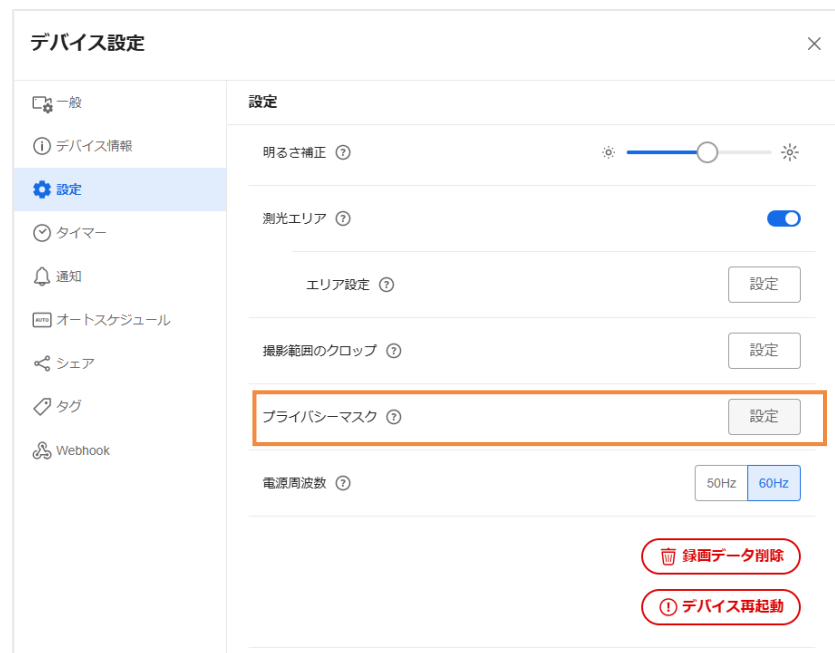 デバイス設定
一般
デバイス情報
設定
タイマー
通知
AUTO オートスケジュール
シェア
タグ
Webhook
設定
明るさ補正 ?
測光エリア ?
エリア設定 ? 設定
撮影範囲のクロップ ? 設定
プライバシーマスク ? 設定
電源周波数 ? 50Hz 60Hz
録画データ削除
デバイス再起動